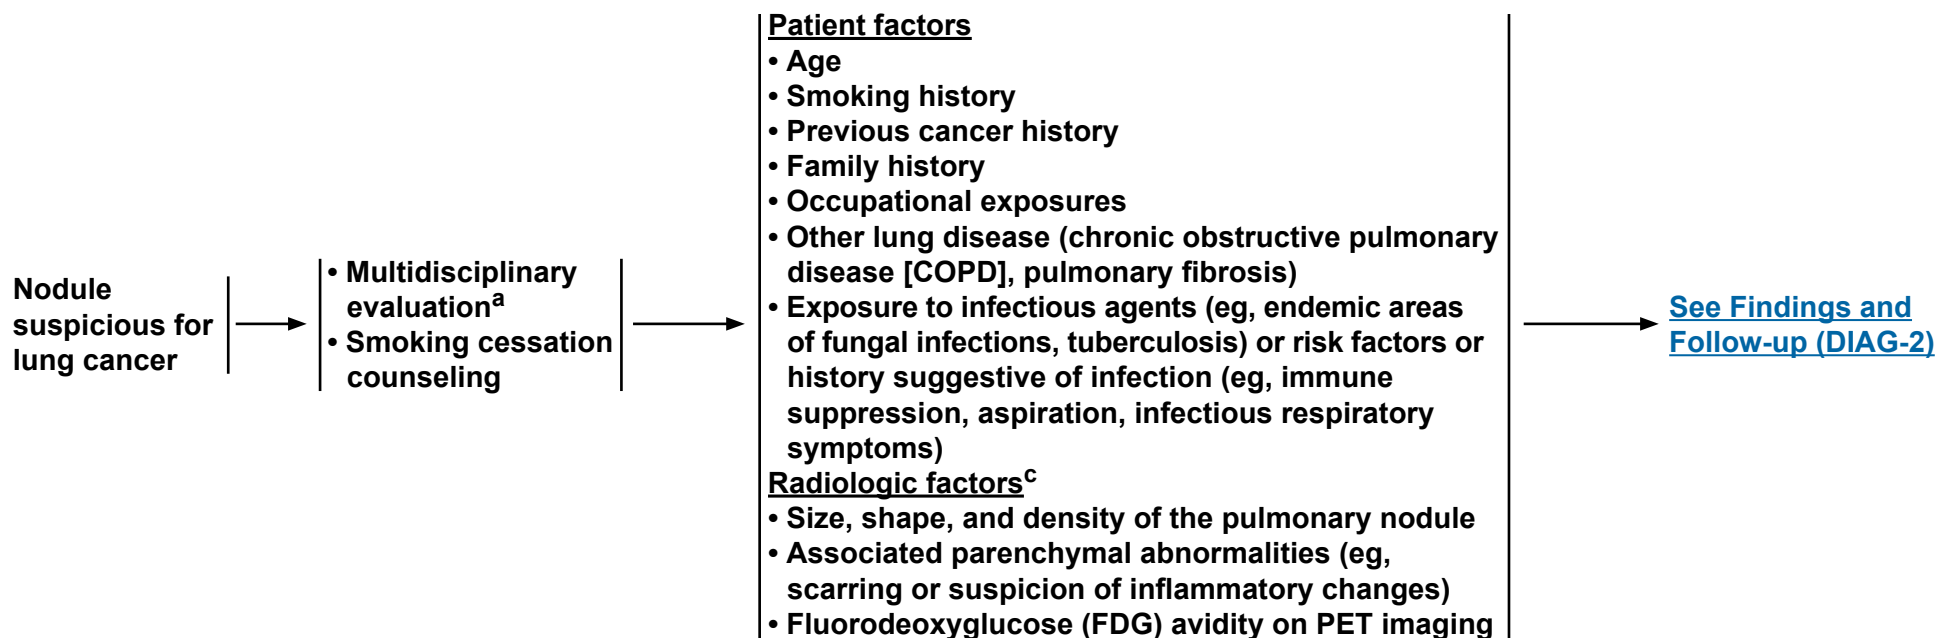 Nodule
suspicious for
lung cancer
• Multidisciplinary
evaluationa
• Smoking cessation
counseling
Patient factors
• Age
• Smoking history
• Previous cancer history
• Family history
• Occupational exposures
• Other lung disease (chronic obstructive pulmonary
disease [COPD], pulmonary fibrosis)
• Exposure to infectious agents (eg, endemic areas
of fungal infections, tuberculosis) or risk factors or
history suggestive of infection (eg, immune
suppression, aspiration, infectious respiratory
symptoms)
Radiologic factorsc
• Size, shape, and density of the pulmonary nodule
• Associated parenchymal abnormalities (eg,
scarring or suspicion of inflammatory changes)
• Fluorodeoxyglucose (FDG) avidity on PET imaging
See Findings and
Follow-up (DIAG-2)